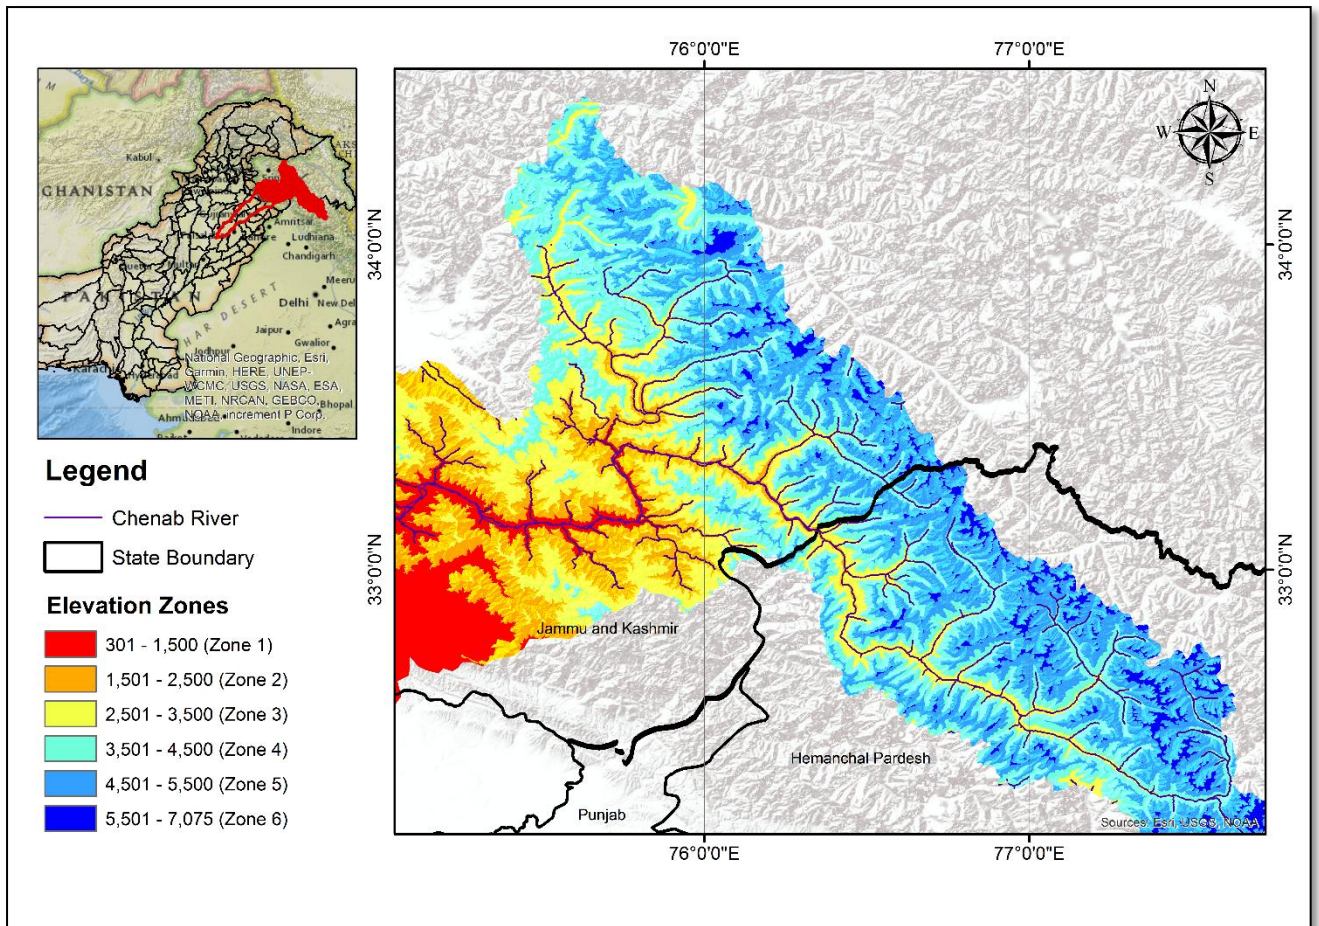 76°0'0"E 77°0'0"E
N
W E
S
34°0'0"N 34°0'0"N
33°0'0"N 33°0'0"N
Kabul
GHANISTAN
Amritsar
Ludhiana
Chandigarh
Meeru
Delhi New Del
PAKISTAN
HAR DESERT
Agra
Jaipur
Gwalior
Jodhpur
National Geographic, Esri,
Garmin, HERE, UNEP-
WCMC, USGS, NASA, ESA,
METI, NRCAN, GEBCO,
NOAA, increment P Corp.
Bhopal
Indore
Legend
Chenab River
State Boundary
Elevation Zones
301 - 1,500 (Zone 1)
1,501 - 2,500 (Zone 2)
2,501 - 3,500 (Zone 3)
3,501 - 4,500 (Zone 4)
4,501 - 5,500 (Zone 5)
5,501 - 7,075 (Zone 6)
Jammu and Kashmir
Hemanchal Pardesh
Punjab
Sources: Esri, USGS, NOAA
76°0'0"E 77°0'0"E